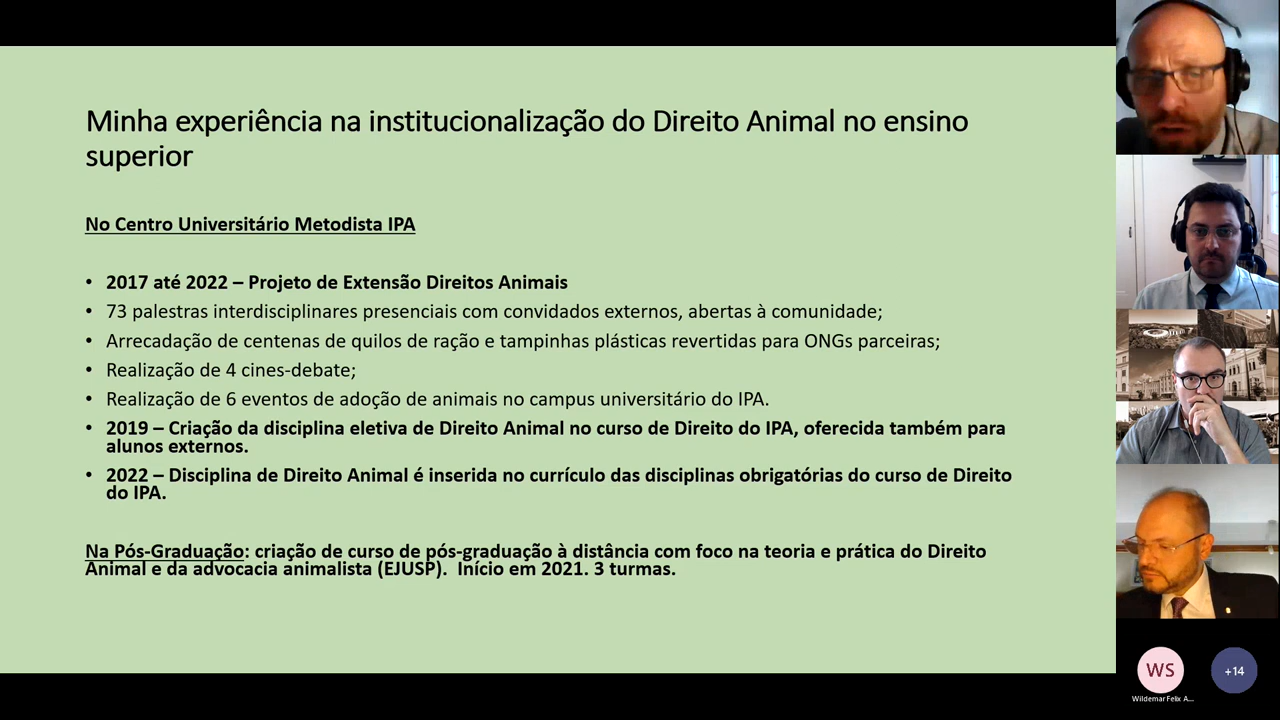 Minha experiência na institucionalização do Direito Animal no ensino
superior
No Centro Universitário Metodista IPA
• 2017 até 2022 – Projeto de Extensão Direitos Animais
• 73 palestras interdisciplinares presenciais com convidados externos, abertas à comunidade;
• Arrecadação de centenas de quilos de ração e tampinhas plásticas revertidas para ONGs parceiras;
• Realização de 4 cines-debate;
• Realização de 6 eventos de adoção de animais no campus universitário do IPA.
• 2019 – Criação da disciplina eletiva de Direito Animal no curso de Direito do IPA, oferecida também para
alunos externos.
• 2022 – Disciplina de Direito Animal é inserida no currículo das disciplinas obrigatórias do curso de Direito
do IPA.
Na Pós-Graduação: criação de curso de pós-graduação à distância com foco na teoria e prática do Direito
Animal e da advocacia animalista (EJUSP). Início em 2021. 3 turmas.
WS
+14
Wildemar Felix A...